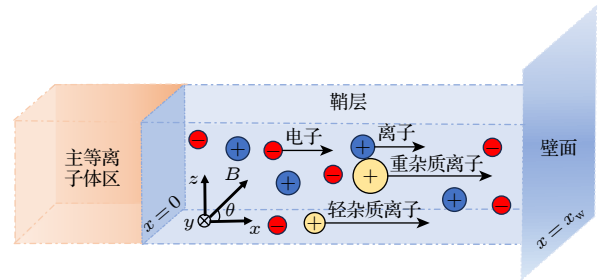 鞘层
主等离
子体区
电子
离子
壁面
重杂质离子
轻杂质离子
x = 0
z
B
θ
y
x
x = x_w
−
+
−
+
−
+
−
+
+
−
−
+